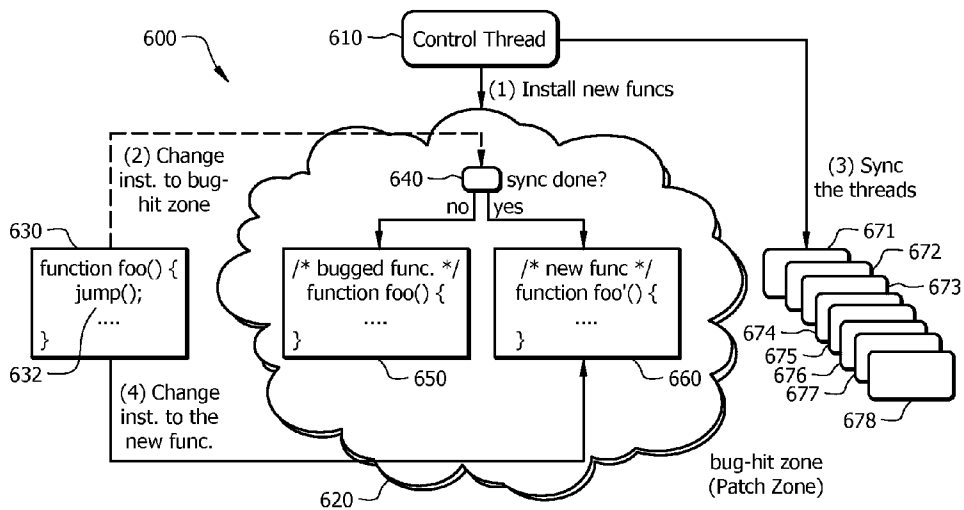 600
610
Control Thread
(1) Install new funcs
(2) Change
inst. to bug-
hit zone
640
sync done?
no
yes
(3) Sync
the threads
630
function foo() {
jump();
....
}
632
/* bugged func. */
function foo() {
....
}
650
/* new func */
function foo'() {
....
}
660
671
672
673
674
675
676
677
678
(4) Change
inst. to the
new func.
620
bug-hit zone
(Patch Zone)